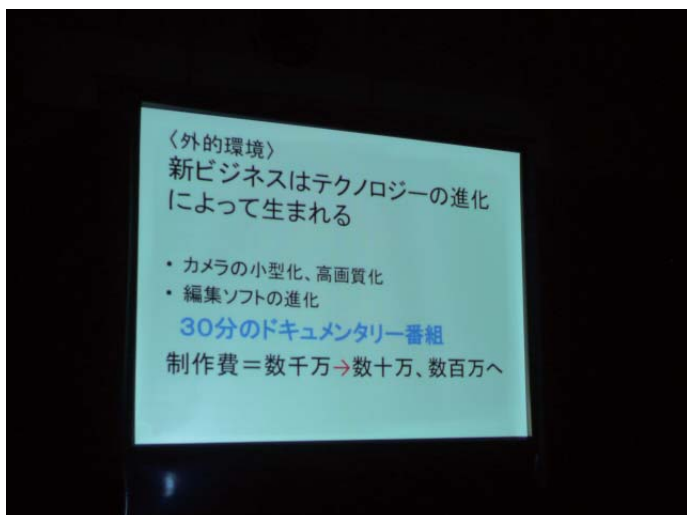 〈外的環境〉
新ビジネスはテクノロジーの進化
によって生まれる
・ カメラの小型化、高画質化
・ 編集ソフトの進化
30分のドキュメンタリー番組
制作費＝数千万→数十万、数百万へ